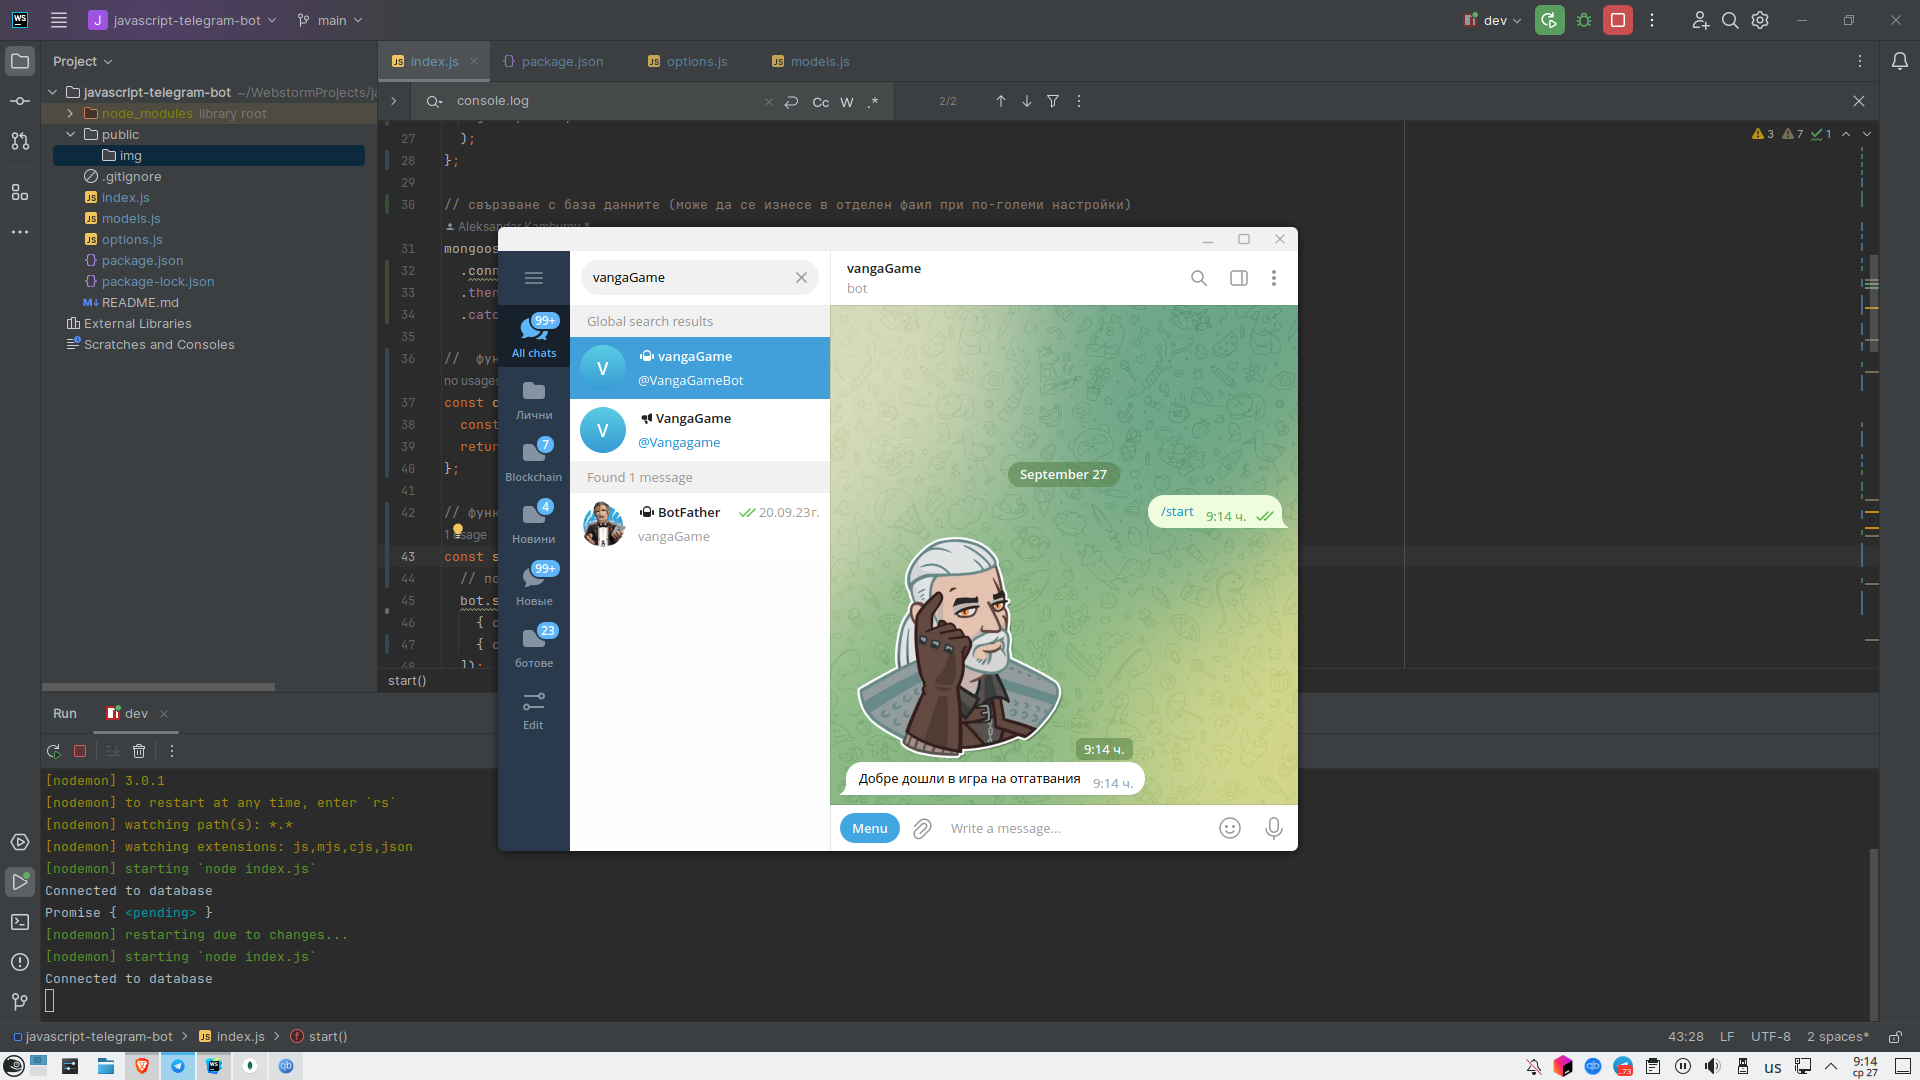 WS
J javascript-telegram-bot
main
dev
Project
index.js
package.json
options.js
models.js
javascript-telegram-bot ~/WebstormProjects/j
node_modules library root
public
img
.gitignore
index.js
models.js
options.js
package.json
package-lock.json
README.md
External Libraries
Scratches and Consoles
console.log
Cc W .*
2/2
3 7 1
27 );
28 };
29
30 // свързване с база данните (може да се изнесе в отделен фаил при по-големи настройки)
Aleksandar Kamburov *
31 mongoos
32 .conn
33 .then
34 .catc
35
36 // фун
no usages
37 const c
38 const
39 retur
40 };
41
42 // функ
1 usage
43 const s
44 // по
45 bot.s
46 { c
47 { c
48 ]);
start()
vangaGame
Global search results
vangaGame
@VangaGameBot
VangaGame
@Vangagame
Found 1 message
BotFather 20.09.23г.
vangaGame
99+
All chats
Лични
7
Blockchain
4
Новини
99+
Новые
23
ботове
Edit
vangaGame
bot
September 27
/start 9:14 ч.
9:14 ч.
Добре дошли в игра на отгатвания 9:14 ч.
Menu
Write a message...
Run dev
[nodemon] 3.0.1
[nodemon] to restart at any time, enter `rs`
[nodemon] watching path(s): *.*
[nodemon] watching extensions: js,mjs,cjs,json
[nodemon] starting `node index.js`
Connected to database
Promise { <pending> }
[nodemon] restarting due to changes...
[nodemon] starting `node index.js`
Connected to database
javascript-telegram-bot
index.js
start()
43:28 LF UTF-8 2 spaces*
us
9:14
ср 27